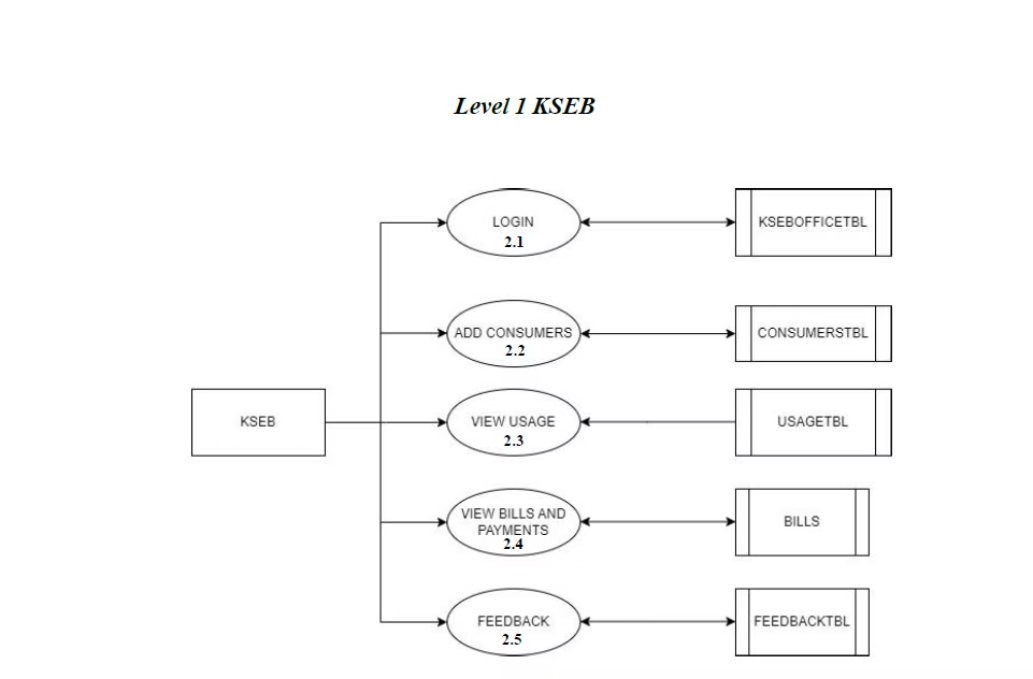 Level 1 KSEB
LOGIN
2.1
KSEBOFFICETBL
ADD CONSUMERS
2.2
CONSUMERSTBL
KSEB
VIEW USAGE
2.3
USAGETBL
VIEW BILLS AND
PAYMENTS
2.4
BILLS
FEEDBACK
2.5
FEEDBACKTBL